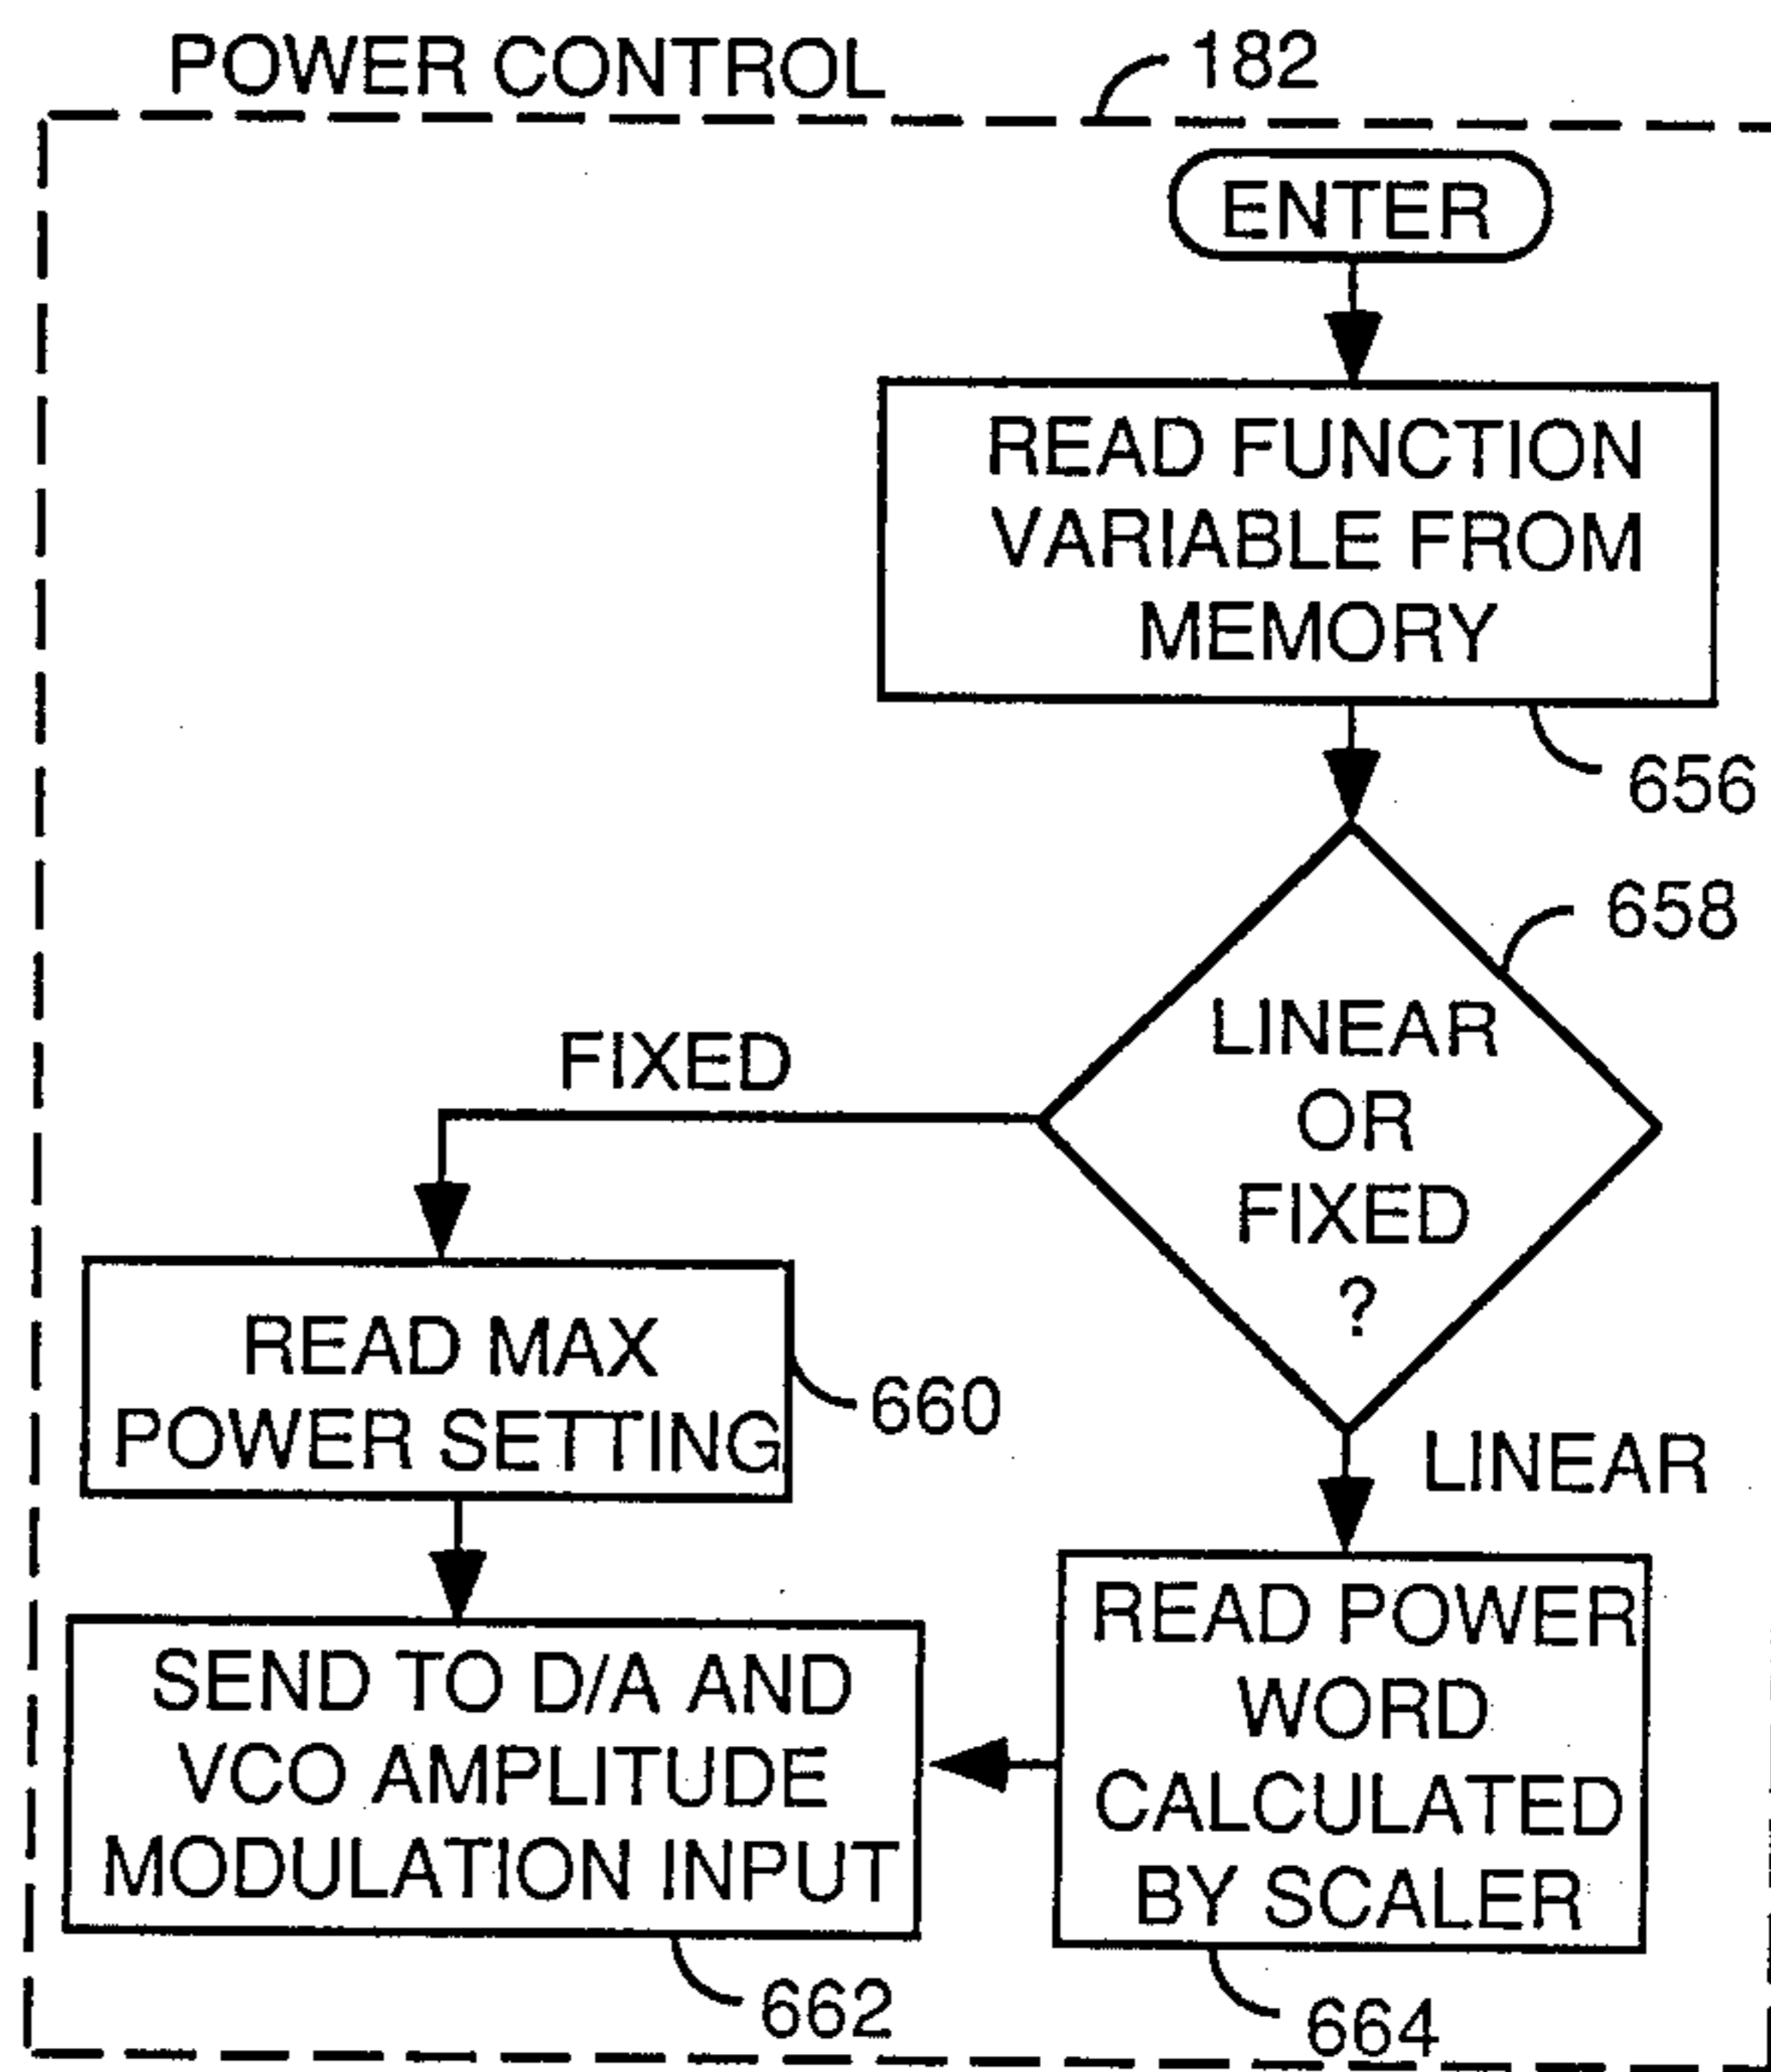 POWER CONTROL
182
ENTER
READ FUNCTION
VARIABLE FROM
MEMORY
656
658
LINEAR
OR
FIXED
?
FIXED
LINEAR
READ MAX
POWER SETTING
660
SEND TO D/A AND
VCO AMPLITUDE
MODULATION INPUT
662
READ POWER
WORD
CALCULATED
BY SCALER
664